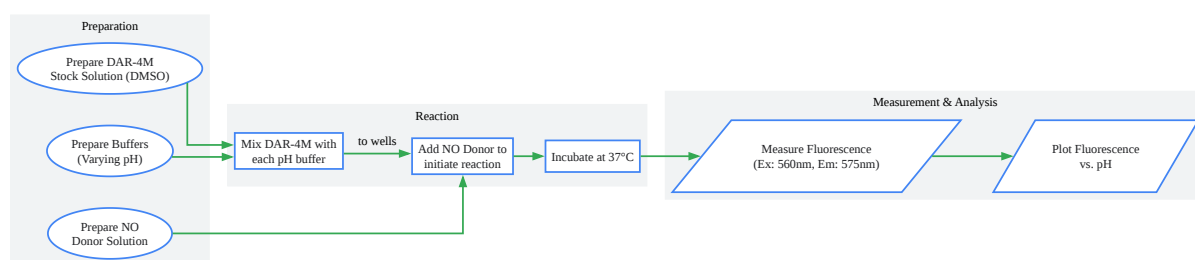 Preparation
Prepare DAR-4M
Stock Solution (DMSO)
Prepare Buffers
(Varying pH)
Prepare NO
Donor Solution
Reaction
Mix DAR-4M with
each pH buffer
to wells
Add NO Donor to
initiate reaction
Incubate at 37°C
Measurement & Analysis
Measure Fluorescence
(Ex: 560nm, Em: 575nm)
Plot Fluorescence
vs. pH